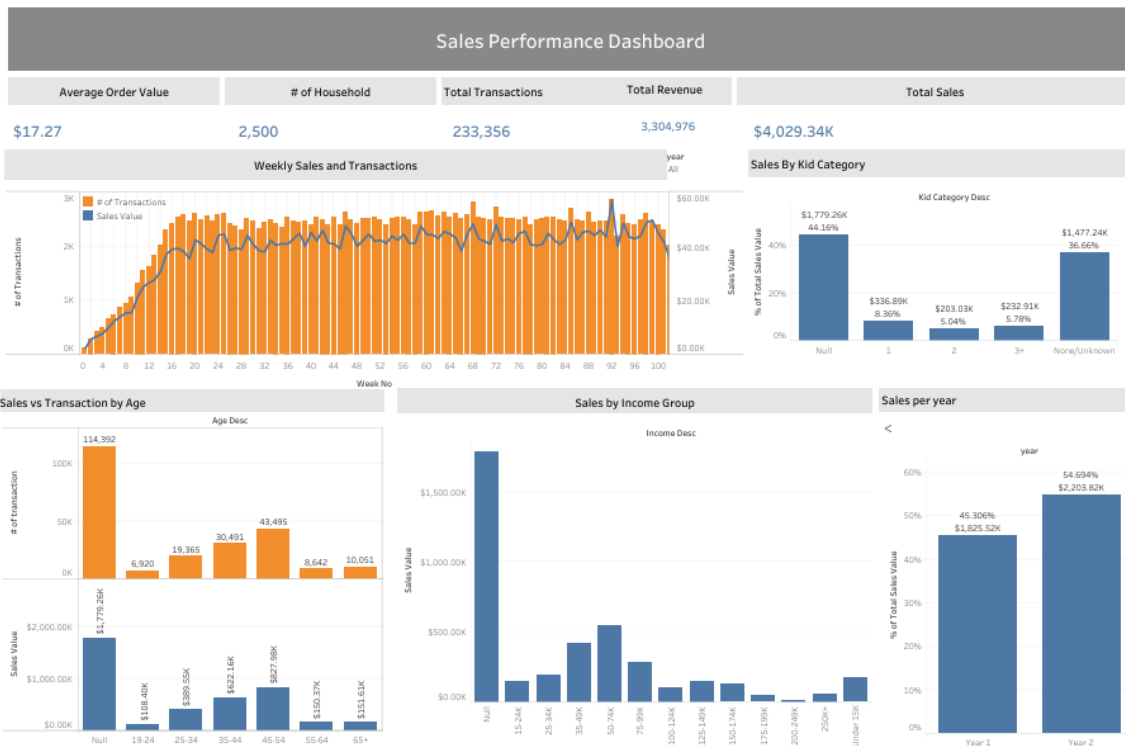 Sales Performance Dashboard
Average Order Value
# of Household
Total Transactions
Total Revenue
Total Sales
$17.27
2,500
233,356
3,304,976
$4,029.34K
Weekly Sales and Transactions
year
All
# of Transactions
Sales Value
3K
2K
1K
0K
# of Transactions
$60.00K
$40.00K
$20.00K
$0.00K
Sales Value
0 4 8 12 16 20 24 28 32 36 40 44 48 52 56 60 64 68 72 76 80 84 88 92 96 100
Week No
Sales By Kid Category
Kid Category Desc
% of Total Sales Value
40%
20%
0%
$1,779.26K
44.16%
$336.89K
8.36%
$203.03K
5.04%
$232.91K
5.78%
$1,477.24K
36.66%
Null 1 2 3+ None/Unknown
Sales vs Transaction by Age
Age Desc
# of transaction
100K
50K
0K
114,392
6,920
19,365
30,491
43,495
8,642
10,051
Sales Value
$2,000.00K
$1,000.00K
$0.00K
$1,779.26K
$108.40K
$389.55K
$622.16K
$827.98K
$150.37K
$151.61K
Null 19-24 25-34 35-44 45-54 55-64 65+
Sales by Income Group
Income Desc
Sales Value
$1,500.00K
$1,000.00K
$500.00K
$0.00K
Null
15-24K
25-34K
35-49K
50-74K
75-99K
100-124K
125-149K
150-174K
175-199K
200-249K
250K+
Under 15K
Sales per year
<
year
% of Total Sales Value
60%
50%
40%
30%
20%
10%
0%
45.306%
$1,825.52K
54.694%
$2,203.82K
Year 1 Year 2